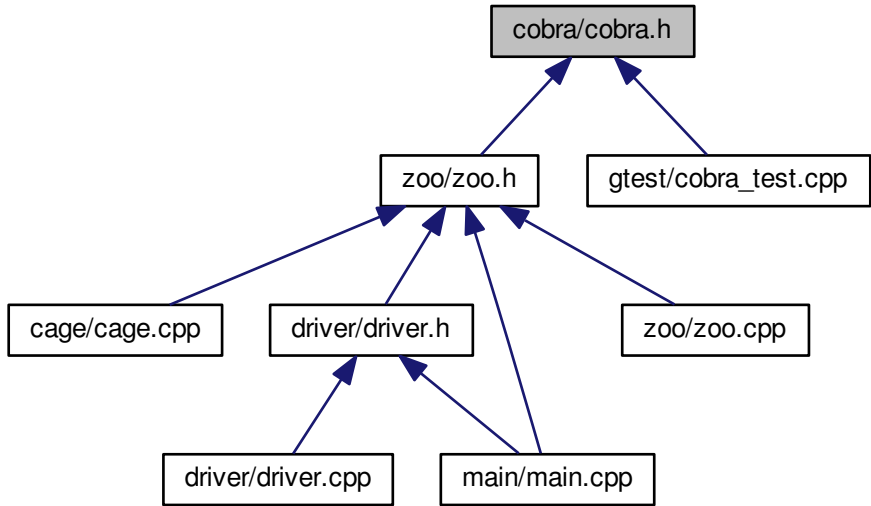 cobra/cobra.h
zoo/zoo.h
gtest/cobra_test.cpp
cage/cage.cpp
driver/driver.h
zoo/zoo.cpp
driver/driver.cpp
main/main.cpp